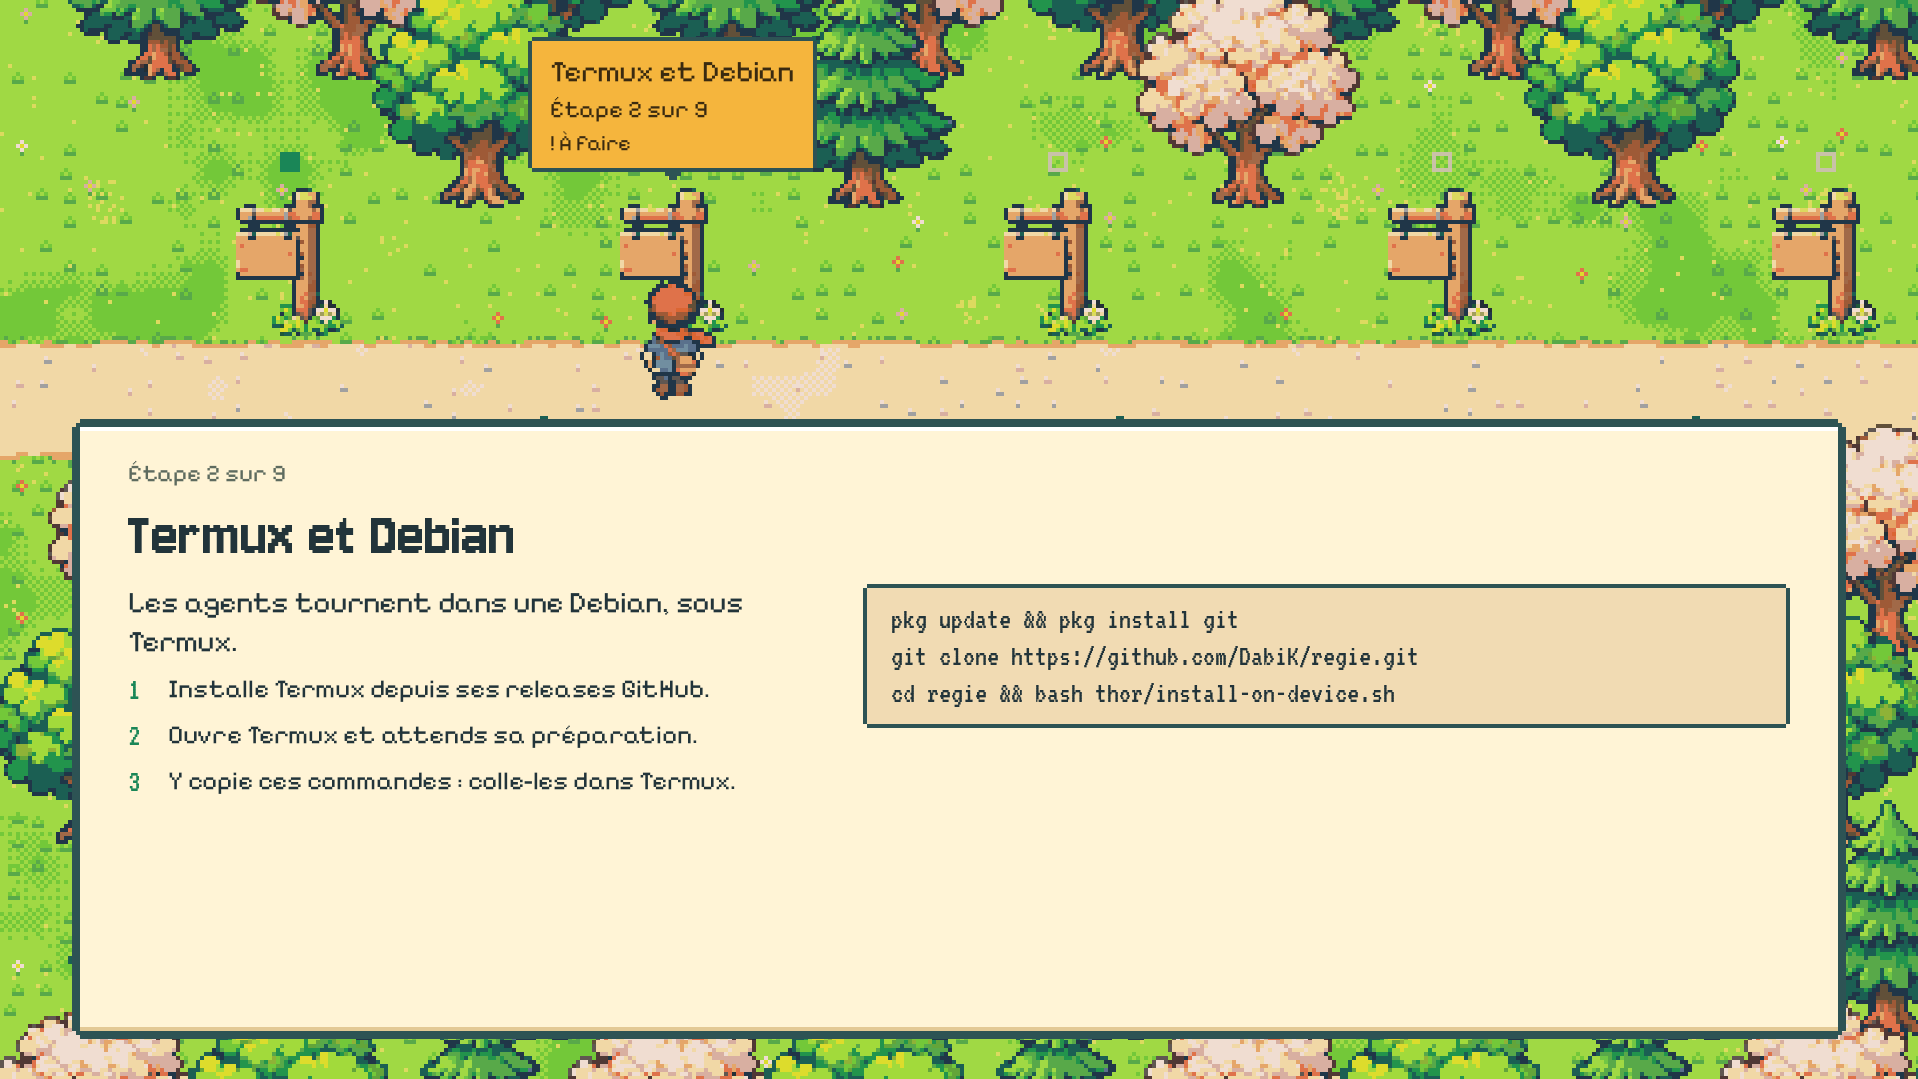 Termux et Debian
Étape 2 sur 9
! À faire
Étape 2 sur 9
Termux et Debian
Les agents tournent dans une Debian, sous
Termux.
1 Installe Termux depuis ses releases GitHub.
2 Ouvre Termux et attends sa préparation.
3 Y copie ces commandes : colle-les dans Termux.
pkg update && pkg install git
git clone https://github.com/DabiK/regie.git
cd regie && bash thor/install-on-device.sh